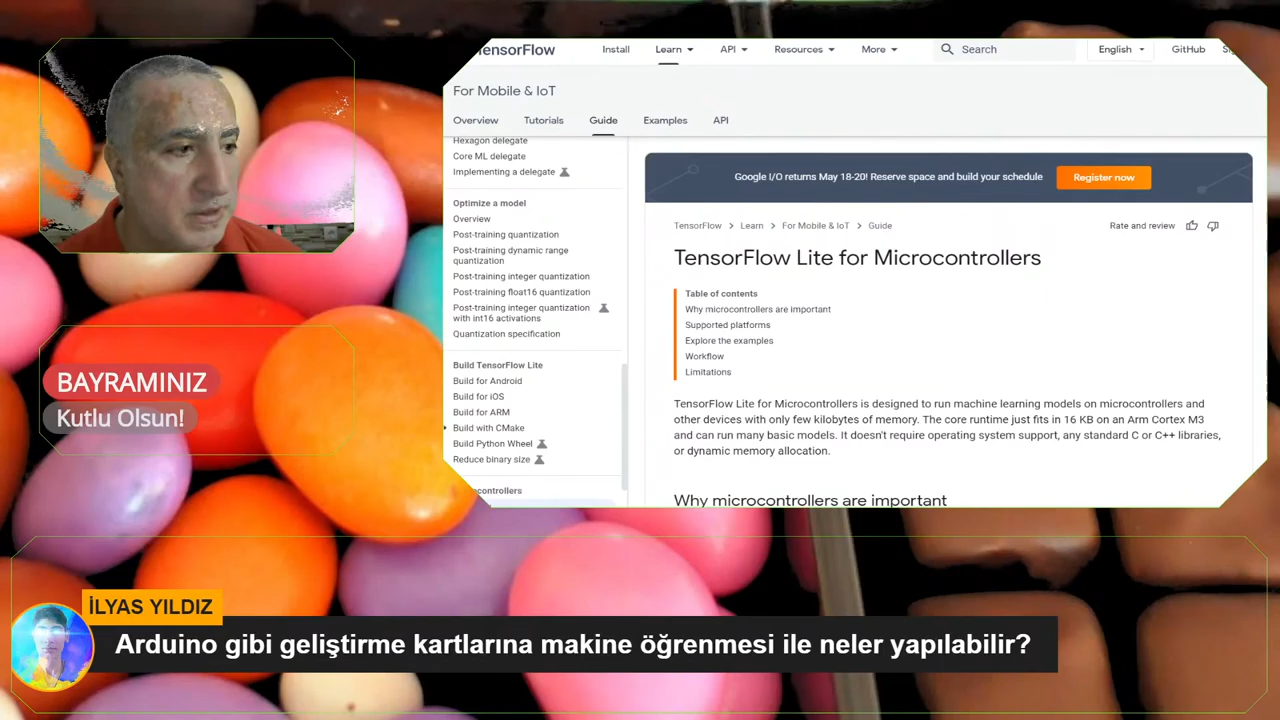 TensorFlow
Install
Learn
API
Resources
More
Search
English
GitHub
For Mobile & IoT
Overview
Tutorials
Guide
Examples
API
Hexagon delegate
Core ML delegate
Implementing a delegate
Optimize a model
Overview
Post-training quantization
Post-training dynamic range
quantization
Post-training integer quantization
Post-training float16 quantization
Post-training integer quantization
with int16 activations
Quantization specification
Build TensorFlow Lite
Build for Android
Build for iOS
Build for ARM
Build with CMake
Build Python Wheel
Reduce binary size
Google I/O returns May 18-20! Reserve space and build your schedule
Register now
TensorFlow
Learn
For Mobile & IoT
Guide
Rate and review
TensorFlow Lite for Microcontrollers
Table of contents
Why microcontrollers are important
Supported platforms
Explore the examples
Workflow
Limitations
TensorFlow Lite for Microcontrollers is designed to run machine learning models on microcontrollers and
other devices with only few kilobytes of memory. The core runtime just fits in 16 KB on an Arm Cortex M3
and can run many basic models. It doesn't require operating system support, any standard C or C++ libraries,
or dynamic memory allocation.
Why microcontrollers are important
BAYRAMINIZ
Kutlu Olsun!
İLYAS YILDIZ
Arduino gibi geliştirme kartlarına makine öğrenmesi ile neler yapılabilir?